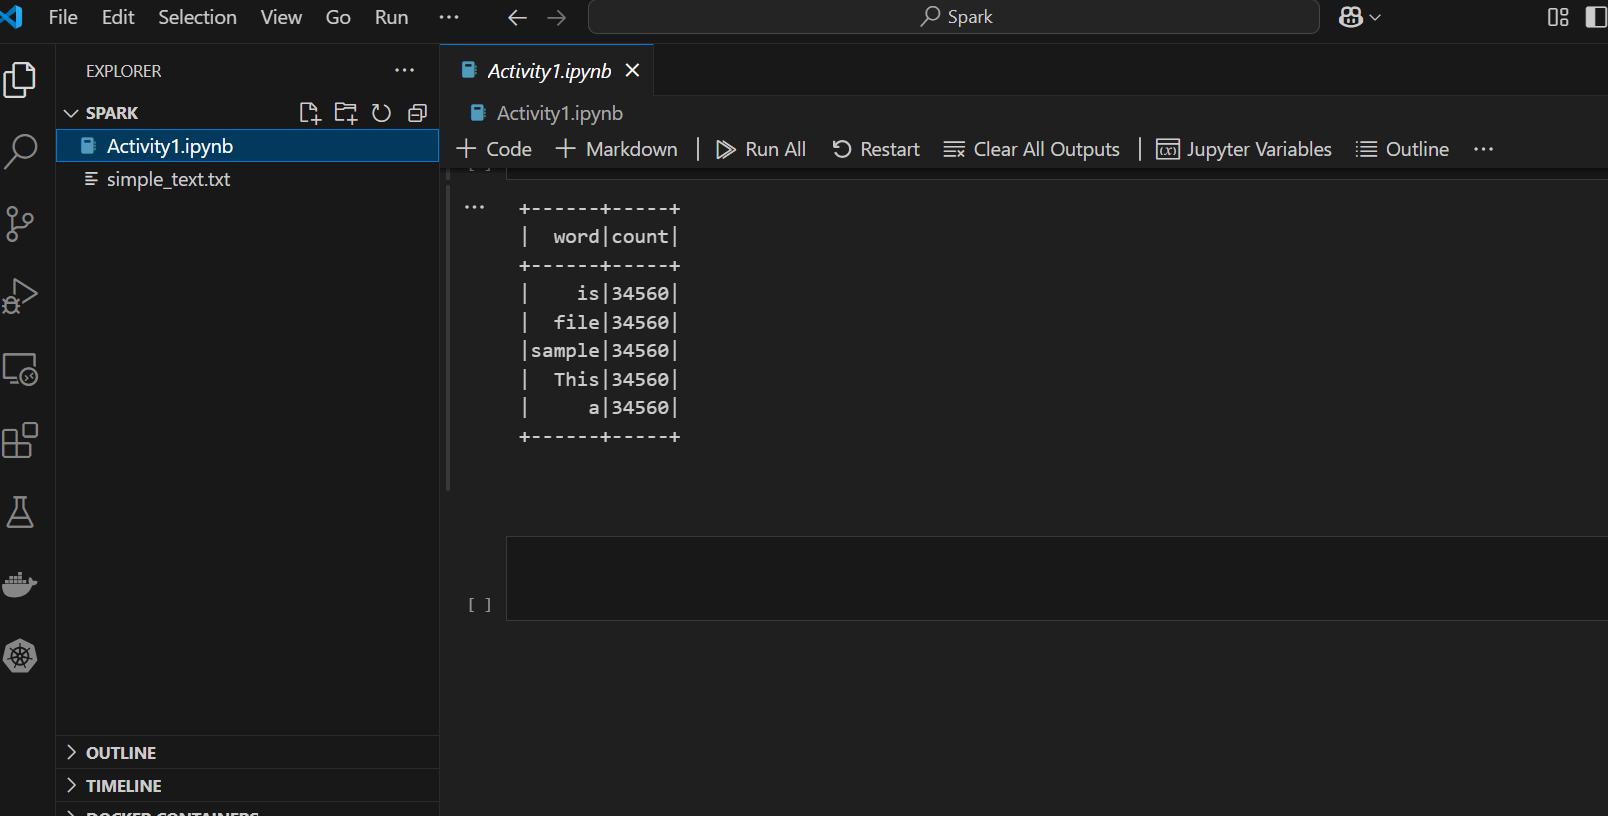 File Edit Selection View Go Run ··· Spark
EXPLORER ···
SPARK
Activity1.ipynb
simple_text.txt
OUTLINE
TIMELINE
DOCKER CONTAINERS
Activity1.ipynb
Activity1.ipynb
+ Code + Markdown | Run All Restart Clear All Outputs | Jupyter Variables Outline ···
[ ]
···
+------+-----+
|  word|count|
+------+-----+
|    is|34560|
|  file|34560|
|sample|34560|
|  This|34560|
|     a|34560|
+------+-----+
[ ]